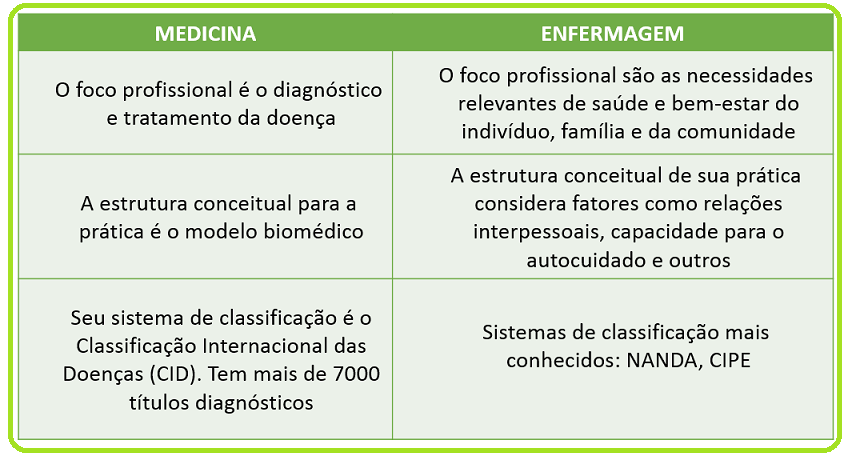 MEDICINA
ENFERMAGEM
O foco profissional é o diagnóstico
e tratamento da doença
O foco profissional são as necessidades
relevantes de saúde e bem-estar do
indivíduo, família e da comunidade
A estrutura conceitual para a
prática é o modelo biomédico
A estrutura conceitual de sua prática
considera fatores como relações
interpessoais, capacidade para o
autocuidado e outros
Seu sistema de classificação é o
Classificação Internacional das
Doenças (CID). Tem mais de 7000
títulos diagnósticos
Sistemas de classificação mais
conhecidos: NANDA, CIPE